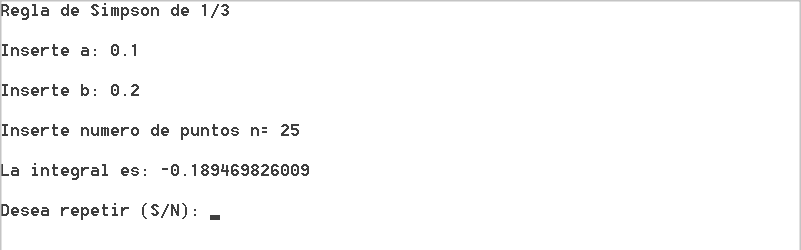 Regla de Simpson de 1/3
Inserte a: 0.1
Inserte b: 0.2
Inserte numero de puntos n= 25
La integral es: -0.189469826009
Desea repetir (S/N): _